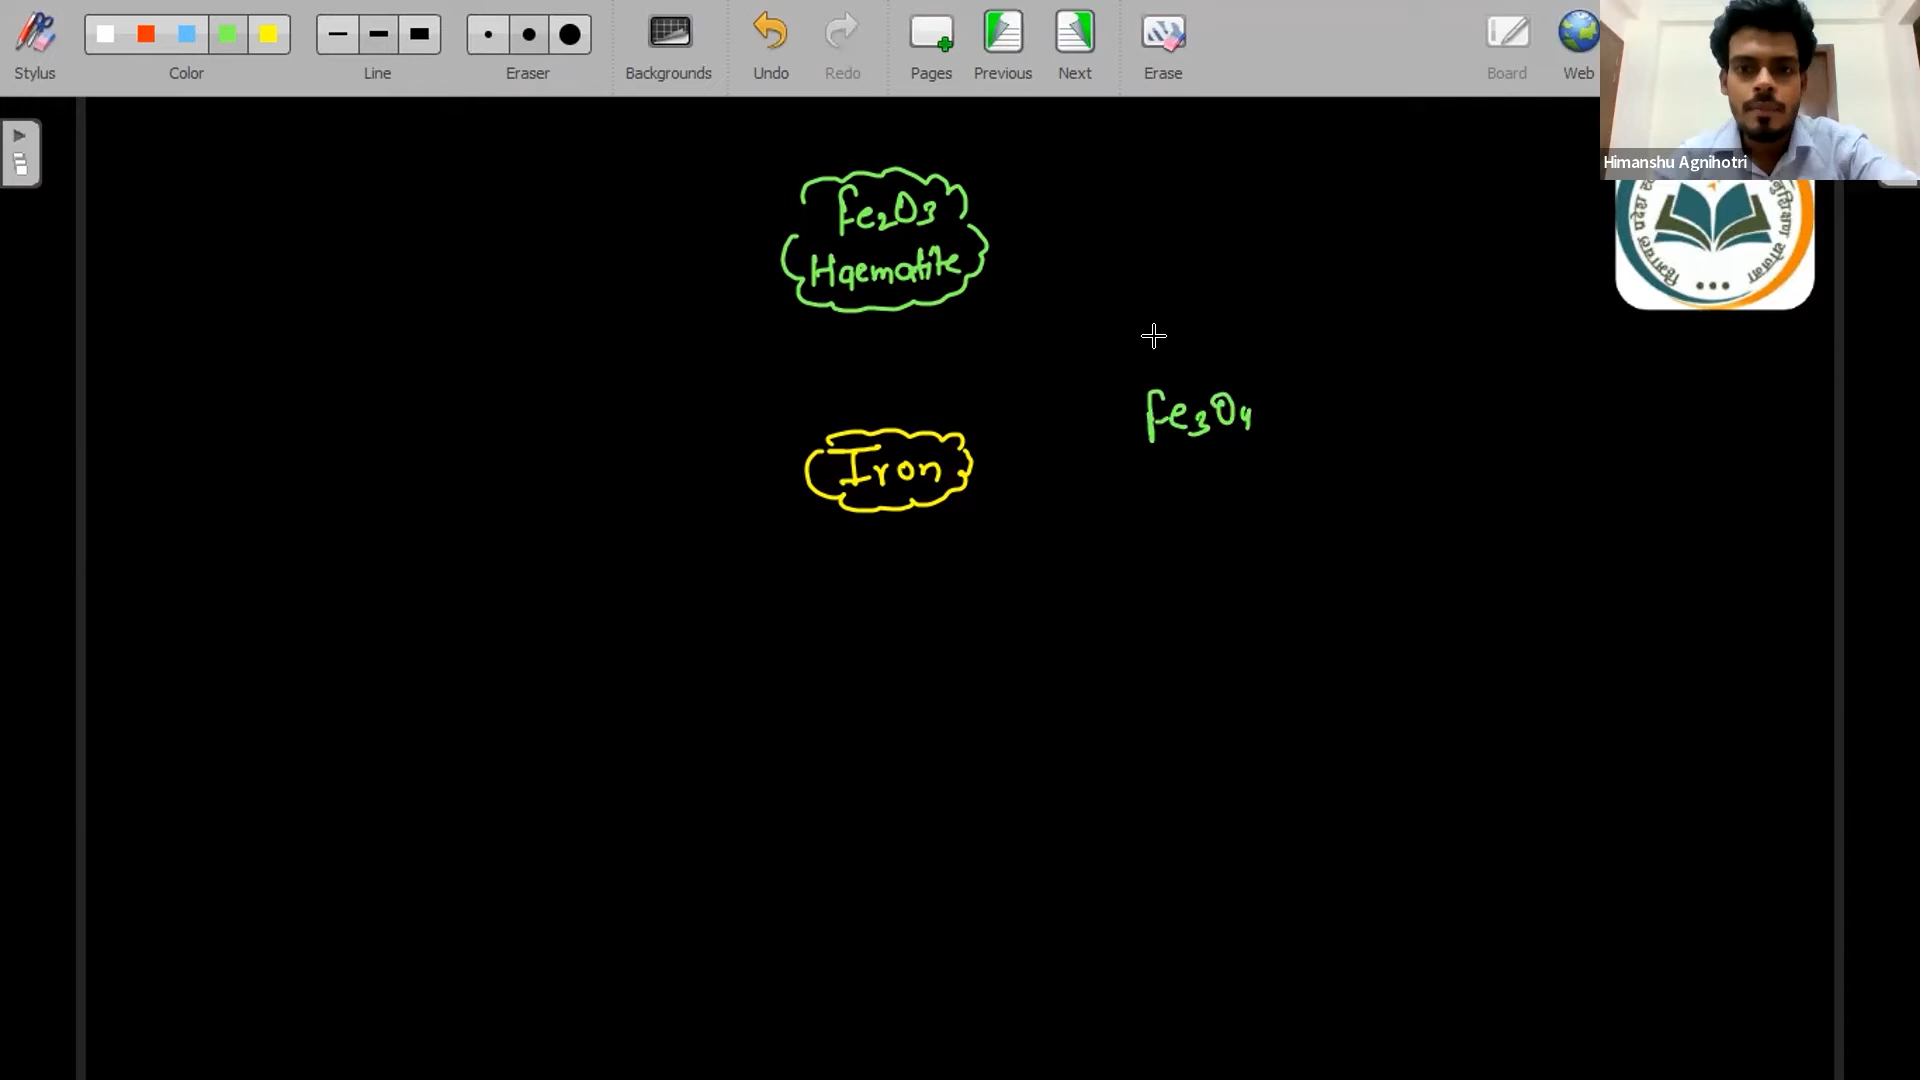 Stylus
Color
Line
Eraser
Backgrounds
Undo
Redo
Pages
Previous
Next
Erase
Board
Web
Himanshu Agnihotri
Fe2O3
Haematite
Fe3O4
Iron